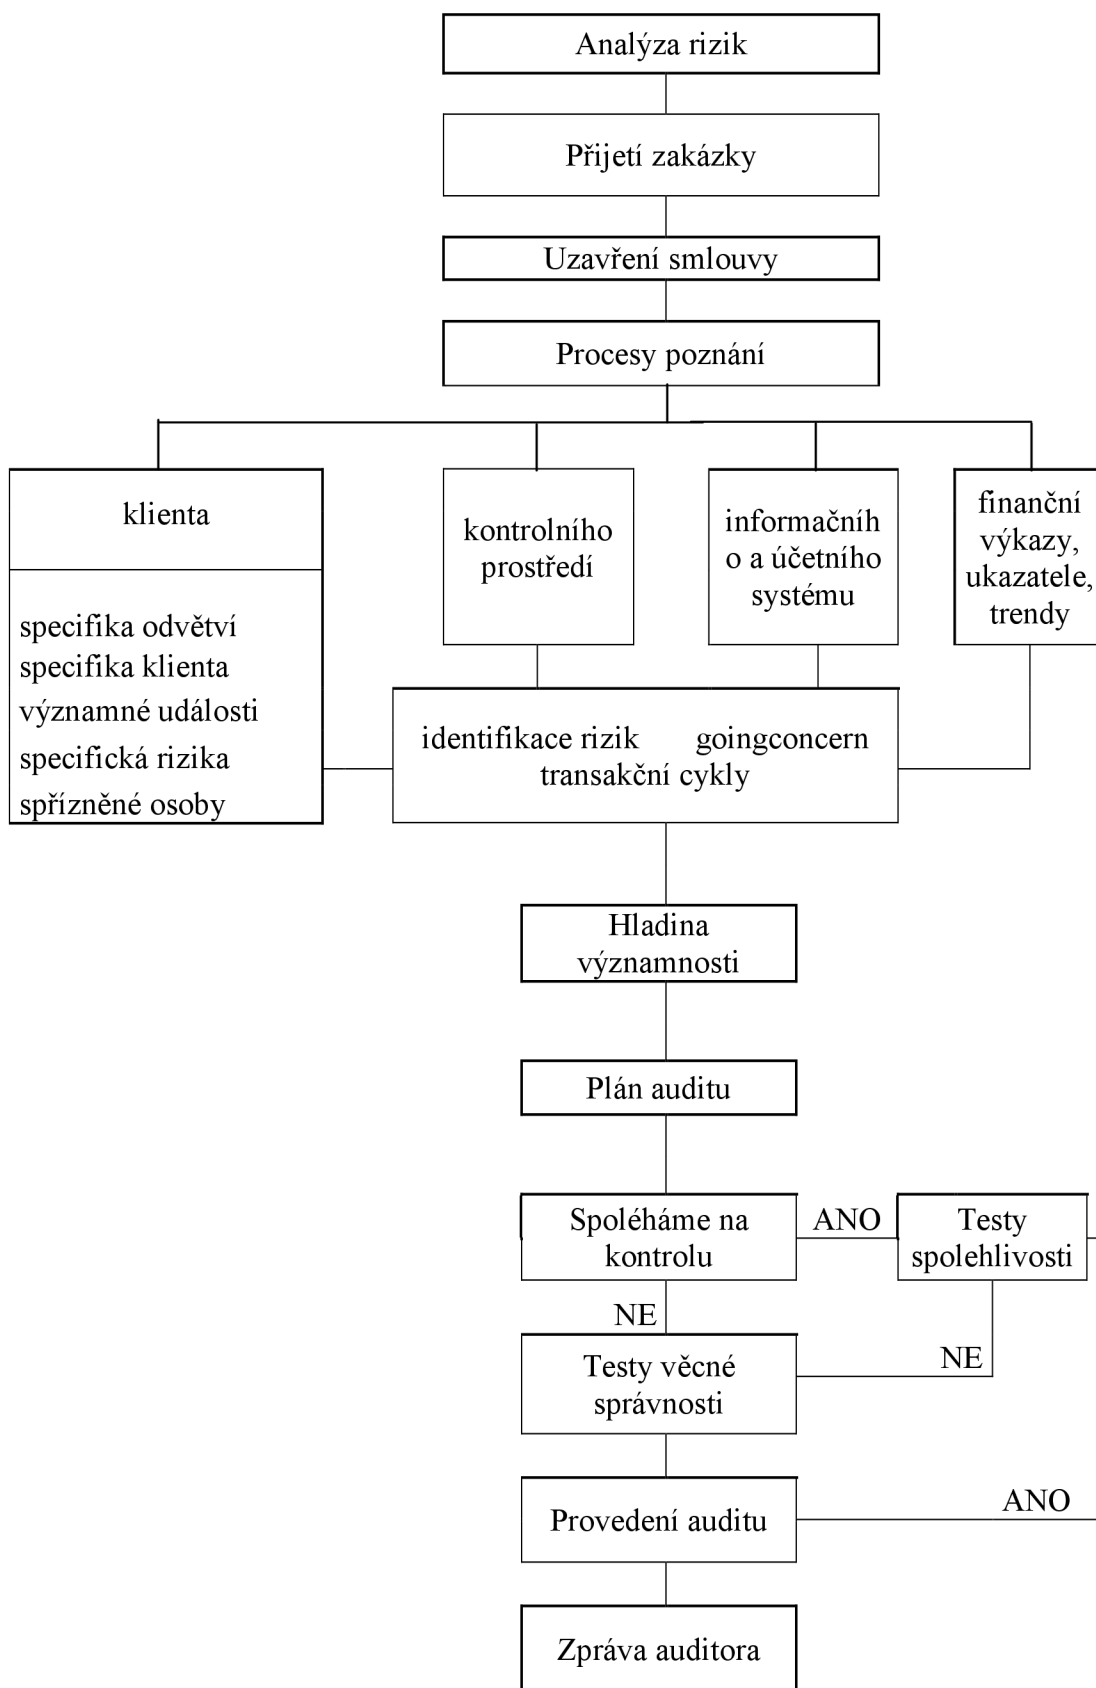 Analýza rizik
Přijetí zakázky
Uzavření smlouvy
Procesy poznání
klienta
specifika odvětví
specifika klienta
významné události
specifická rizika
spřízněné osoby
kontrolního
prostředí
informačníh
o a účetního
systému
finanční
výkazy,
ukazatele,
trendy
identifikace rizik goingconcern
transakční cykly
Hladina
významnosti
Plán auditu
Spoléháme na
kontrolu
ANO
Testy
spolehlivosti
NE
Testy věcné
správnosti
NE
Provedení auditu
ANO
Zpráva auditora